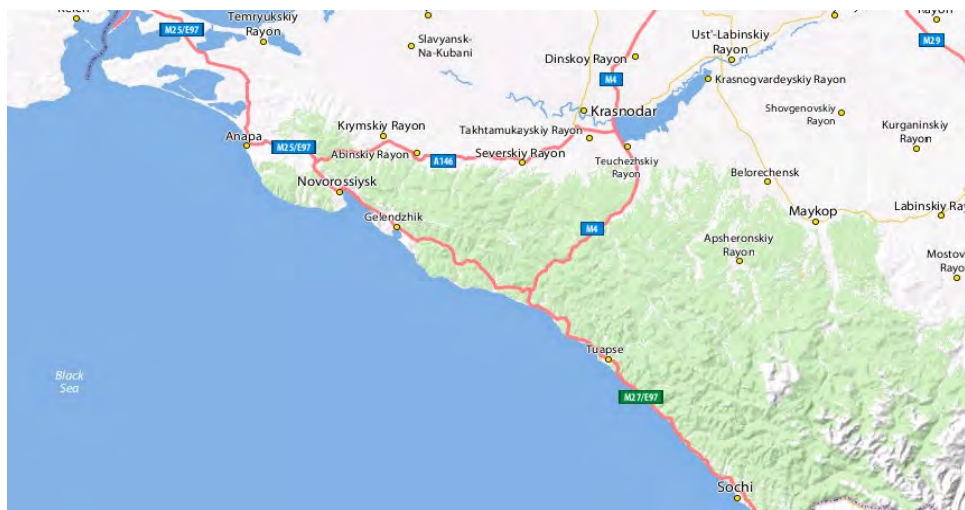 Temryukskiy
Rayon
M25/E97
Slavyansk-
Na-Kubani
Ust'-Labinskiy
Rayon
Rayon
M29
Dinskoy Rayon
M4
Krasnogvardeyskiy Rayon
Krasnodar
Shovgenovskiy
Rayon
Anapa
M25/E97
Krymskiy Rayon
Takhtamukayskiy Rayon
Kurganinskiy
Rayon
Abinskiy Rayon
A146
Severskiy Rayon
Teuchezhskiy
Rayon
Belorechensk
Novorossiysk
Maykop
Labinskiy Ray
Gelendzhik
M4
Apsheronskiy
Rayon
Mostov
Rayo
Tuapse
Black
Sea
M27/E97
Sochi